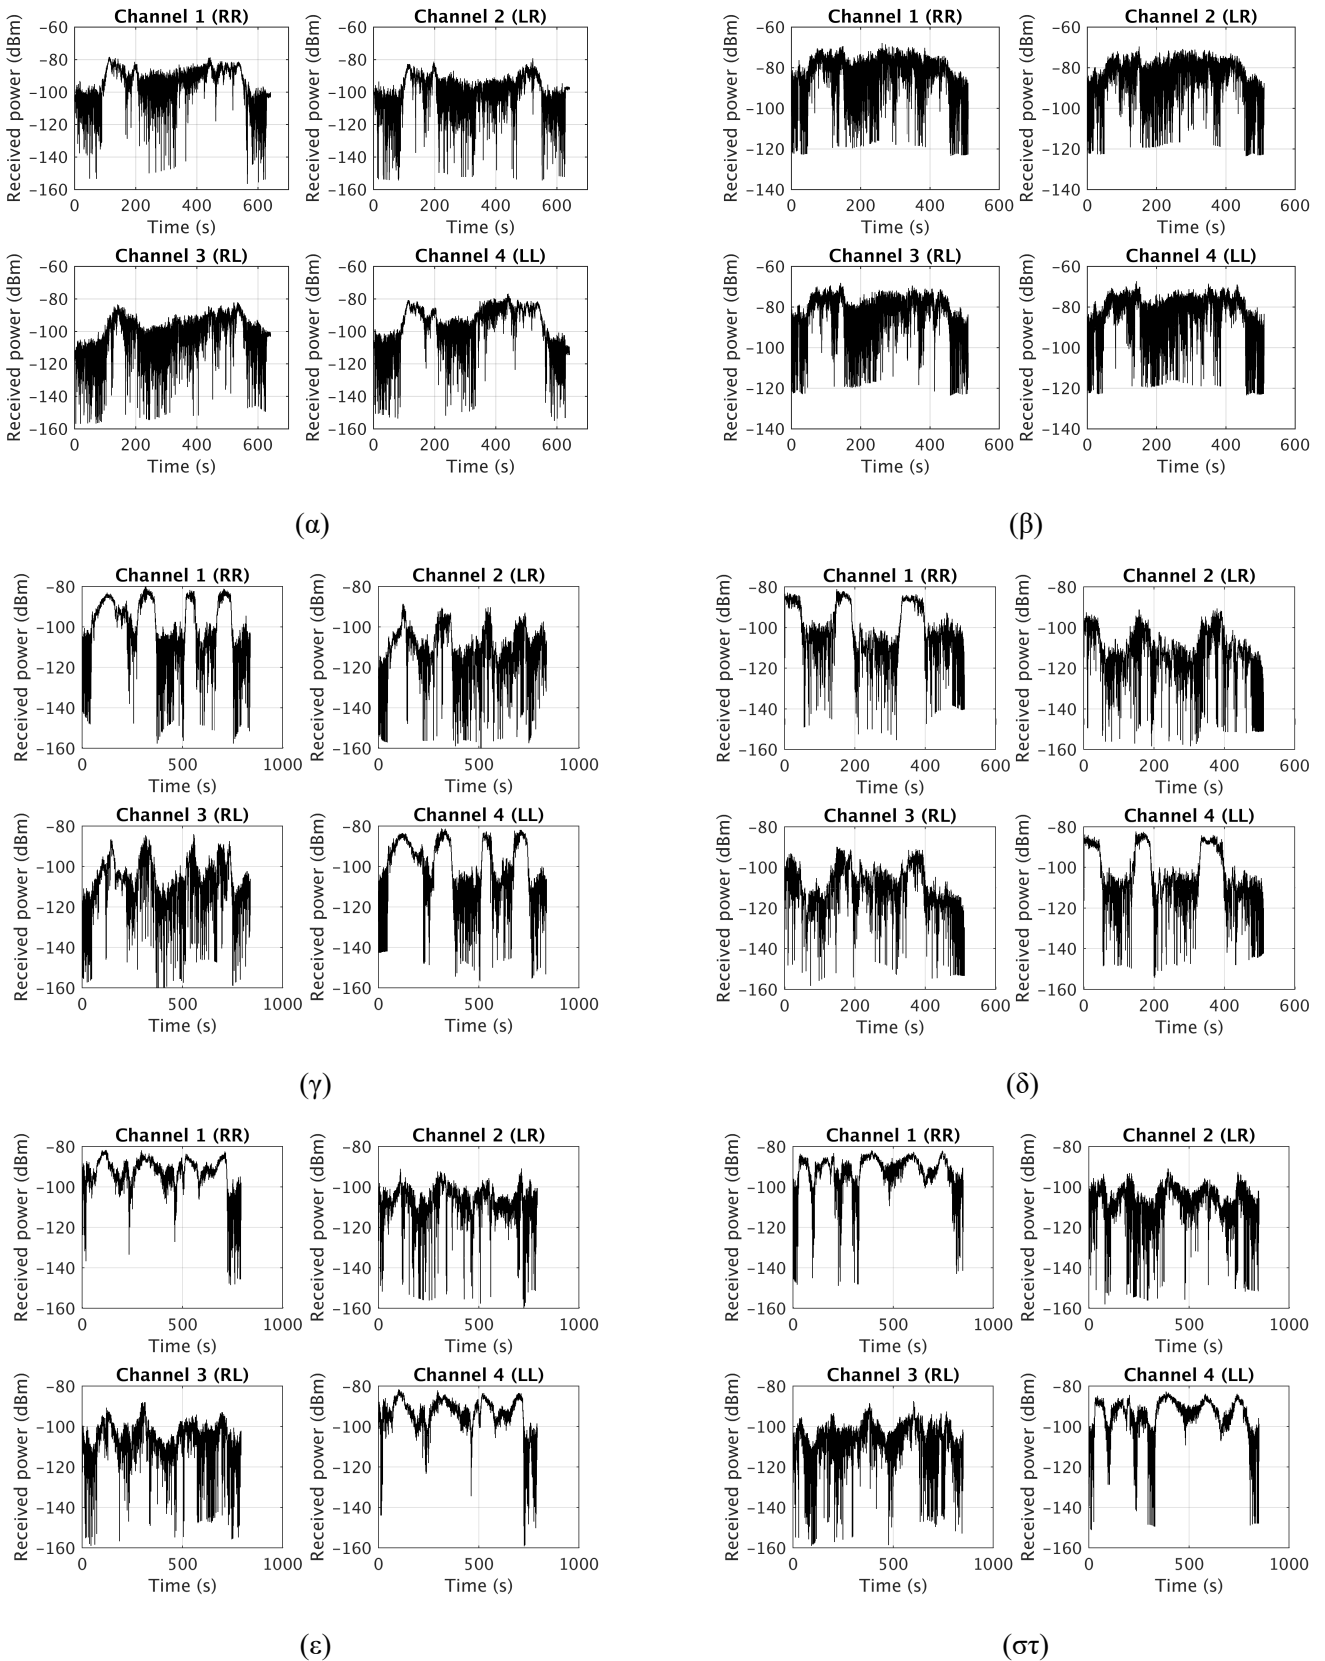 Channel 1 (RR)
Channel 2 (LR)
Received power (dBm)
−60
−80
−100
−120
−140
−160
0
200
400
600
Time (s)
Received power (dBm)
−60
−80
−100
−120
−140
−160
0
200
400
600
Time (s)
Channel 3 (RL)
Channel 4 (LL)
Received power (dBm)
−60
−80
−100
−120
−140
−160
0
200
400
600
Time (s)
Received power (dBm)
−60
−80
−100
−120
−140
−160
0
200
400
600
Time (s)
(α)
Channel 1 (RR)
Channel 2 (LR)
Received power (dBm)
−60
−80
−100
−120
−140
0
200
400
600
Time (s)
Received power (dBm)
−60
−80
−100
−120
−140
0
200
400
600
Time (s)
Channel 3 (RL)
Channel 4 (LL)
Received power (dBm)
−60
−80
−100
−120
−140
0
200
400
600
Time (s)
Received power (dBm)
−60
−80
−100
−120
−140
0
200
400
600
Time (s)
(β)
Channel 1 (RR)
Channel 2 (LR)
Received power (dBm)
−80
−100
−120
−140
−160
0
500
1000
Time (s)
Received power (dBm)
−80
−100
−120
−140
−160
0
500
1000
Time (s)
Channel 3 (RL)
Channel 4 (LL)
Received power (dBm)
−80
−100
−120
−140
−160
0
500
1000
Time (s)
Received power (dBm)
−80
−100
−120
−140
−160
0
500
1000
Time (s)
(γ)
Channel 1 (RR)
Channel 2 (LR)
Received power (dBm)
−80
−100
−120
−140
−160
0
200
400
600
Time (s)
Received power (dBm)
−80
−100
−120
−140
−160
0
200
400
600
Time (s)
Channel 3 (RL)
Channel 4 (LL)
Received power (dBm)
−80
−100
−120
−140
−160
0
200
400
600
Time (s)
Received power (dBm)
−80
−100
−120
−140
−160
0
200
400
600
Time (s)
(δ)
Channel 1 (RR)
Channel 2 (LR)
Received power (dBm)
−80
−100
−120
−140
−160
0
500
1000
Time (s)
Received power (dBm)
−80
−100
−120
−140
−160
0
500
1000
Time (s)
Channel 3 (RL)
Channel 4 (LL)
Received power (dBm)
−80
−100
−120
−140
−160
0
500
1000
Time (s)
Received power (dBm)
−80
−100
−120
−140
−160
0
500
1000
Time (s)
(ε)
Channel 1 (RR)
Channel 2 (LR)
Received power (dBm)
−80
−100
−120
−140
−160
0
500
1000
Time (s)
Received power (dBm)
−80
−100
−120
−140
−160
0
500
1000
Time (s)
Channel 3 (RL)
Channel 4 (LL)
Received power (dBm)
−80
−100
−120
−140
−160
0
500
1000
Time (s)
Received power (dBm)
−80
−100
−120
−140
−160
0
500
1000
Time (s)
(στ)